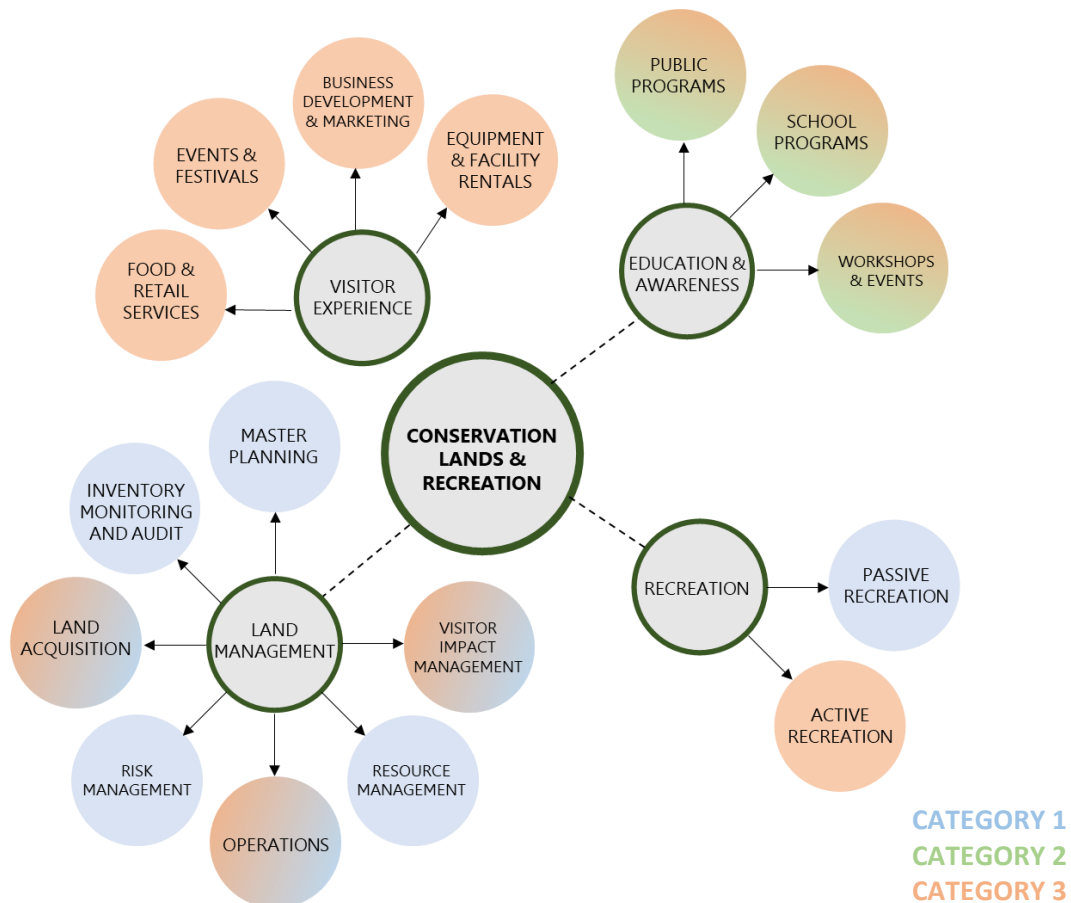 BUSINESS
DEVELOPMENT
& MARKETING
EVENTS &
FESTIVALS
EQUIPMENT
& FACILITY
RENTALS
FOOD &
RETAIL
SERVICES
VISITOR
EXPERIENCE
PUBLIC
PROGRAMS
SCHOOL
PROGRAMS
WORKSHOPS
& EVENTS
EDUCATION &
AWARENESS
CONSERVATION
LANDS &
RECREATION
MASTER
PLANNING
INVENTORY
MONITORING
AND AUDIT
LAND
ACQUISITION
LAND
MANAGEMENT
VISITOR
IMPACT
MANAGEMENT
RISK
MANAGEMENT
OPERATIONS
RESOURCE
MANAGEMENT
RECREATION
PASSIVE
RECREATION
ACTIVE
RECREATION
CATEGORY 1
CATEGORY 2
CATEGORY 3